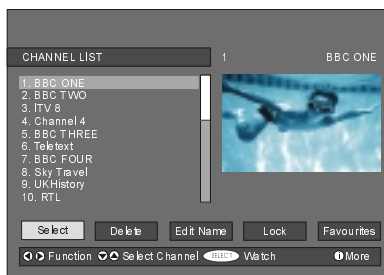 CHANNEL LİST
1 BBC ONE
1. BBC ONE
2. BBC TWO
3. ITV 8
4. Channel 4
5. BBC THREE
6. Teletext
7. BBC FOUR
8. Sky Travel
9. UKHistory
10. RTL
Select Delete Edit Name Lock Favourites
Function Select Channel SELECT Watch i More